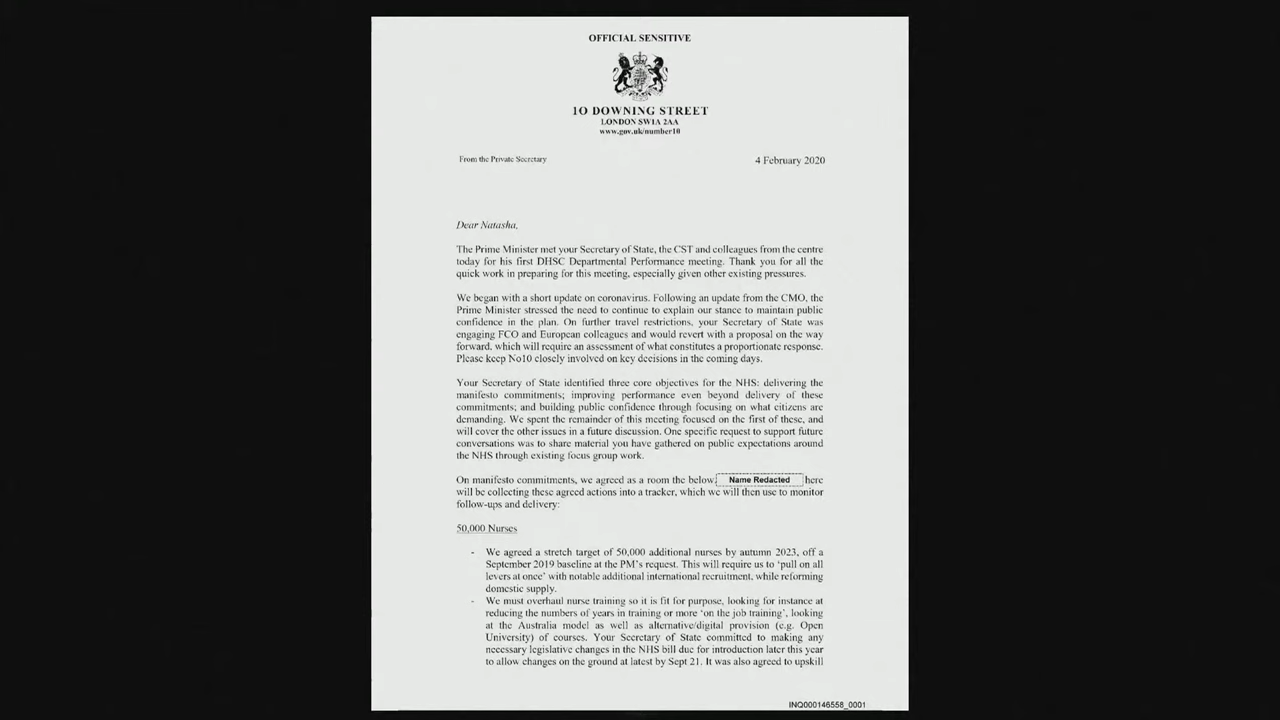 OFFICIAL SENSITIVE
10 DOWNING STREET
LONDON SW1A 2AA
www.gov.uk/number10
From the Private Secretary
4 February 2020
Dear Natasha,
The Prime Minister met your Secretary of State, the CST and colleagues from the centre
today for his first DHSC Departmental Performance meeting. Thank you for all the
quick work in preparing for this meeting, especially given other existing pressures.
We began with a short update on coronavirus. Following an update from the CMO, the
Prime Minister stressed the need to continue to explain our stance to maintain public
confidence in the plan. On further travel restrictions, your Secretary of State was
engaging FCO and European colleagues and would revert with a proposal on the way
forward, which will require an assessment of what constitutes a proportionate response.
Please keep No10 closely involved on key decisions in the coming days.
Your Secretary of State identified three core objectives for the NHS: delivering the
manifesto commitments; improving performance even beyond delivery of these
commitments; and building public confidence through focusing on what citizens are
demanding. We spent the remainder of this meeting focused on the first of these, and
will cover the other issues in a future discussion. One specific request to support future
conversations was to share material you have gathered on public expectations around
the NHS through existing focus group work.
On manifesto commitments, we agreed as a room the below; Name Redacted here
will be collecting these agreed actions into a tracker, which we will then use to monitor
follow-ups and delivery:
50,000 Nurses
- We agreed a stretch target of 50,000 additional nurses by autumn 2023, off a
September 2019 baseline at the PM's request. This will require us to 'pull on all
levers at once' with notable additional international recruitment, while reforming
domestic supply.
- We must overhaul nurse training so it is fit for purpose, looking for instance at
reducing the numbers of years in training or more 'on the job training', looking
at the Australia model as well as alternative/digital provision (e.g. Open
University) of courses. Your Secretary of State committed to making any
necessary legislative changes in the NHS bill due for introduction later this year
to allow changes on the ground at latest by Sept 21. It was also agreed to upskill
INQ000146558_0001